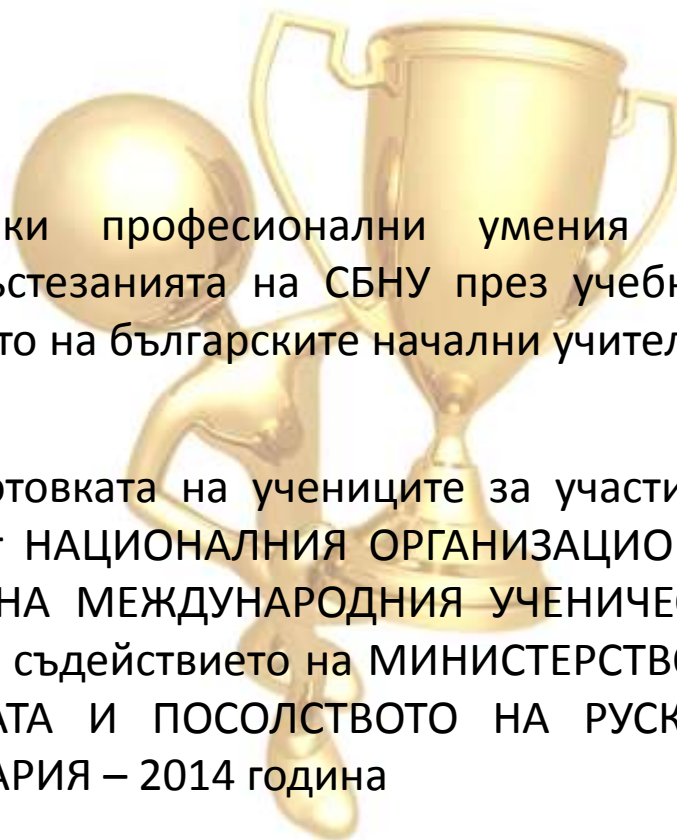 ки професионални умения
ъстезанията на СБНУ през учебн
то на българските начални учител
отовката на учениците за участи
НАЦИОНАЛНИЯ ОРГАНИЗАЦИО
НА МЕЖДУНАРОДНИЯ УЧЕНИЧЕС
съдействието на МИНИСТЕРСТВО
АТА И ПОСОЛСТВОТО НА РУСК
АРИЯ – 2014 година